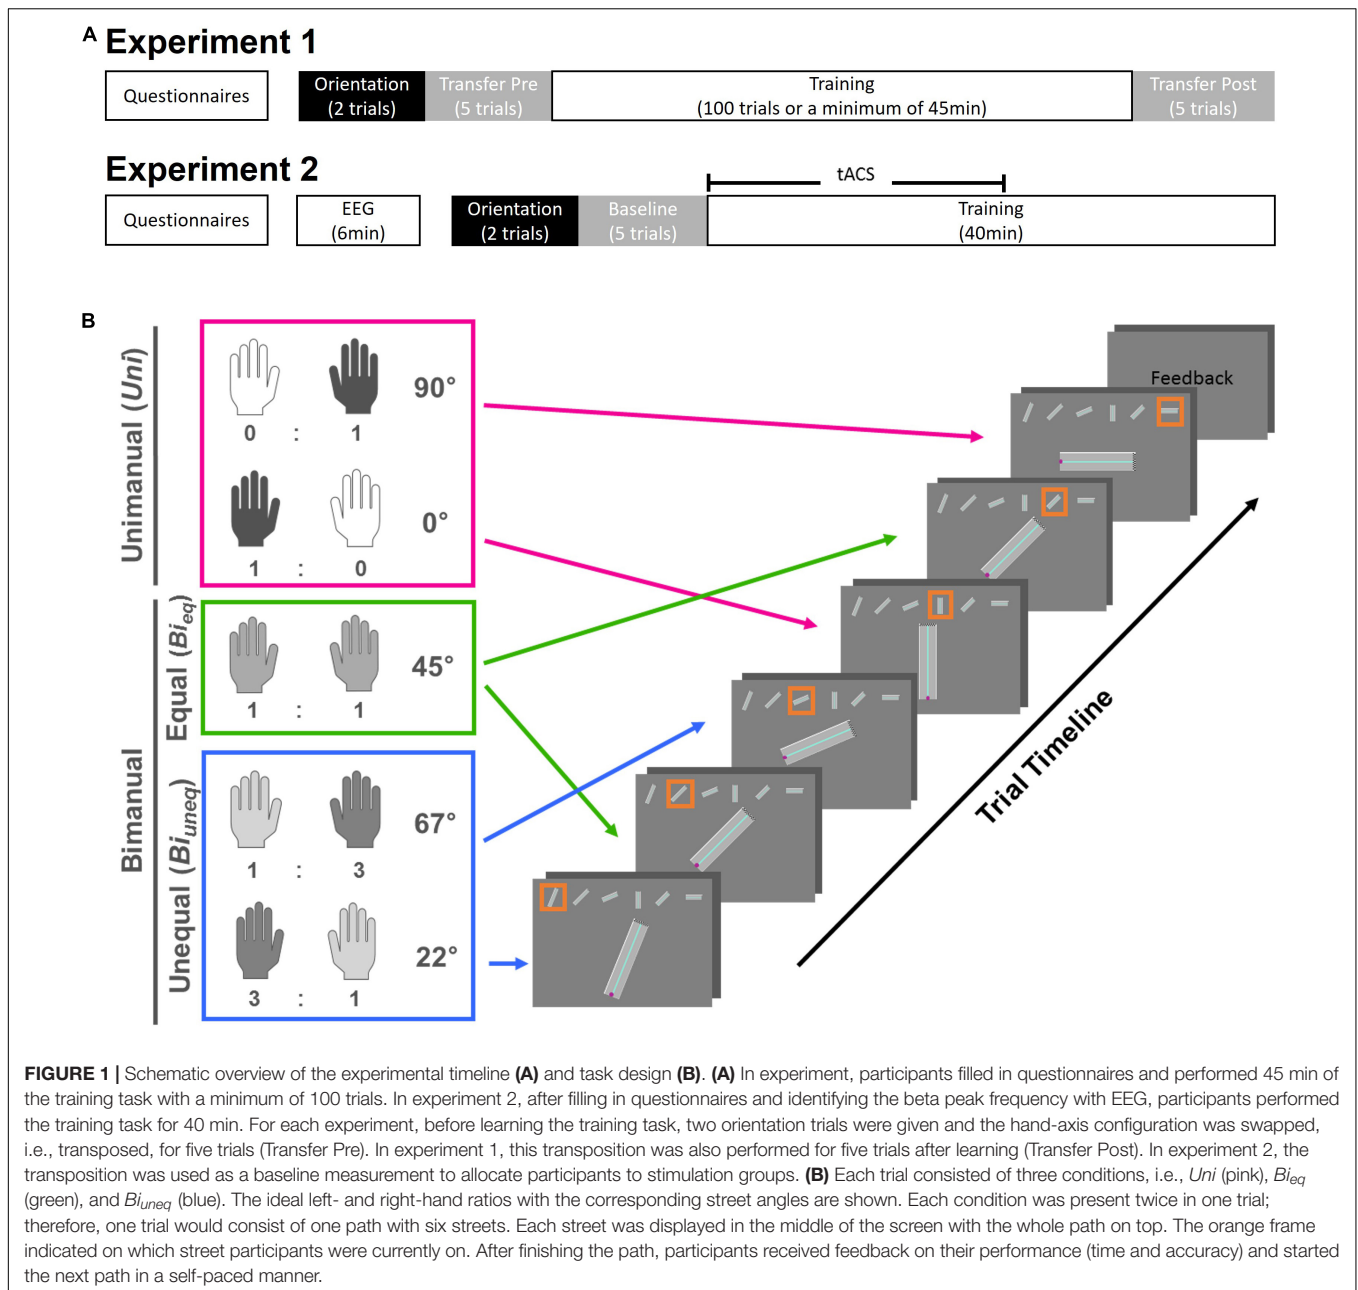 A Experiment 1
Questionnaires
Orientation
(2 trials)
Transfer Pre
(5 trials)
Training
(100 trials or a minimum of 45min)
Transfer Post
(5 trials)
Experiment 2
tACS
Questionnaires
EEG
(6min)
Orientation
(2 trials)
Baseline
(5 trials)
Training
(40min)
B
Unimanual (Uni)
90°
0 : 1
0°
1 : 0
Bimanual
Equal (Bieq)
45°
1 : 1
Unequal (Biuneq)
67°
1 : 3
22°
3 : 1
Feedback
Trial Timeline
FIGURE 1 | Schematic overview of the experimental timeline (A) and task design (B). (A) In experiment, participants filled in questionnaires and performed 45 min of
the training task with a minimum of 100 trials. In experiment 2, after filling in questionnaires and identifying the beta peak frequency with EEG, participants performed
the training task for 40 min. For each experiment, before learning the training task, two orientation trials were given and the hand-axis configuration was swapped,
i.e., transposed, for five trials (Transfer Pre). In experiment 1, this transposition was also performed for five trials after learning (Transfer Post). In experiment 2, the
transposition was used as a baseline measurement to allocate participants to stimulation groups. (B) Each trial consisted of three conditions, i.e., Uni (pink), Bieq
(green), and Biuneq (blue). The ideal left- and right-hand ratios with the corresponding street angles are shown. Each condition was present twice in one trial;
therefore, one trial would consist of one path with six streets. Each street was displayed in the middle of the screen with the whole path on top. The orange frame
indicated on which street participants were currently on. After finishing the path, participants received feedback on their performance (time and accuracy) and started
the next path in a self-paced manner.